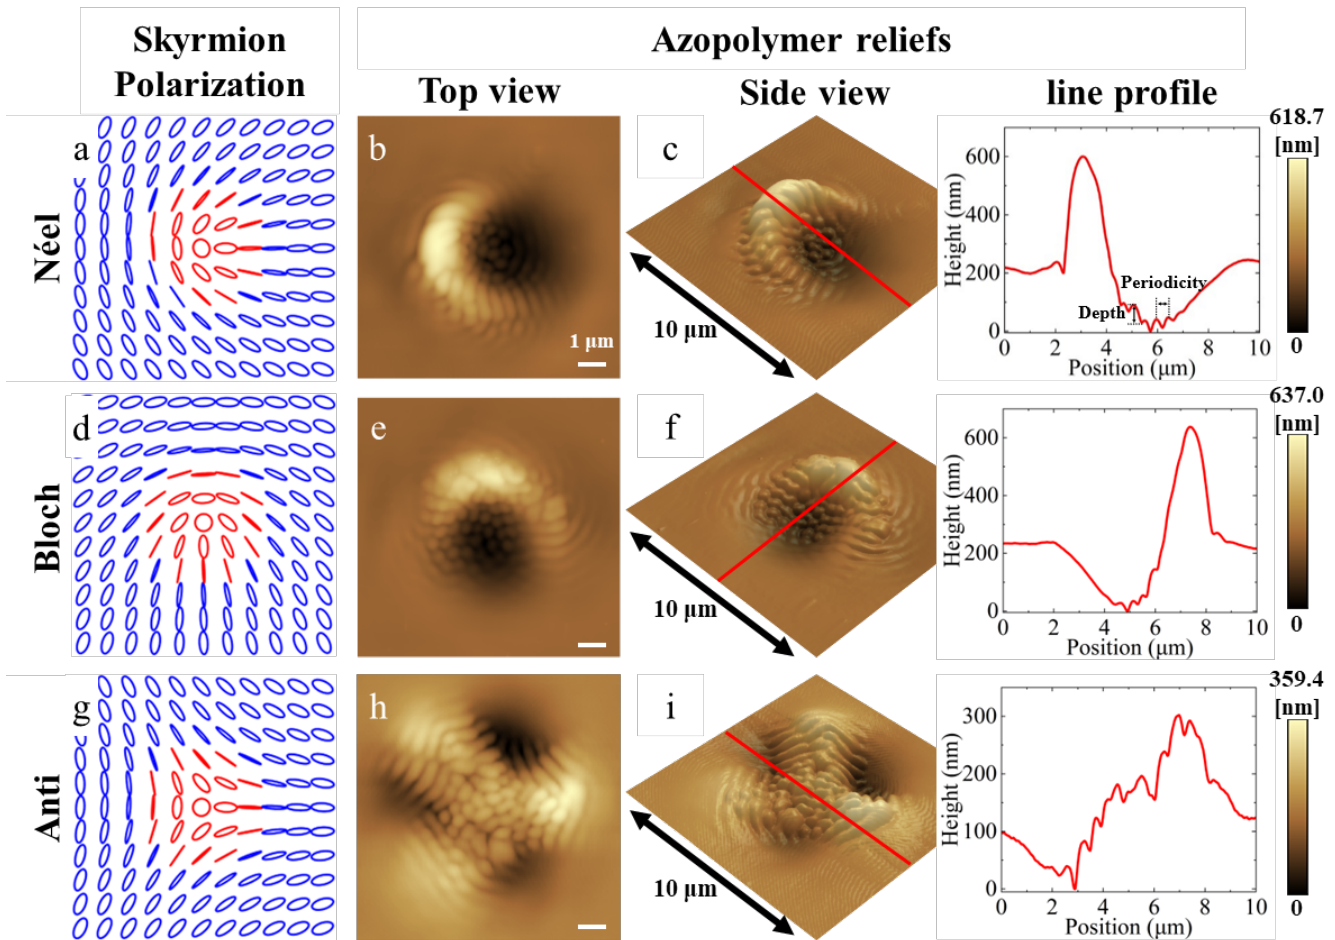 Skyrmion
Polarization
Azopolymer reliefs
Top view
Side view
line profile
Néel
a
b
1 μm
c
10 μm
618.7
[nm]
0
Height (nm)
600
400
200
0
Periodicity
Depth
0 2 4 6 8 10
Position (μm)
Bloch
d
e
f
10 μm
637.0
[nm]
0
Height (nm)
600
400
200
0
0 2 4 6 8 10
Position (μm)
Anti
g
h
i
10 μm
359.4
[nm]
0
Height (nm)
300
200
100
0
0 2 4 6 8 10
Position (μm)